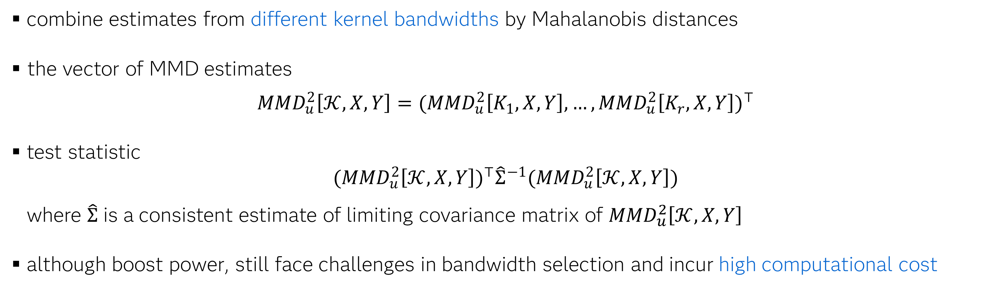 ▪ combine estimates from different kernel bandwidths by Mahalanobis distances
▪ the vector of MMD estimates
$MMD_u^2[\mathcal{K}, X, Y] = (MMD_u^2[K_1, X, Y], \ldots, MMD_u^2[K_r, X, Y])^\top$
▪ test statistic
$(MMD_u^2[\mathcal{K}, X, Y])^\top \hat{\Sigma}^{-1} (MMD_u^2[\mathcal{K}, X, Y])$
where $\hat{\Sigma}$ is a consistent estimate of limiting covariance matrix of $MMD_u^2[\mathcal{K}, X, Y]$
▪ although boost power, still face challenges in bandwidth selection and incur high computational cost